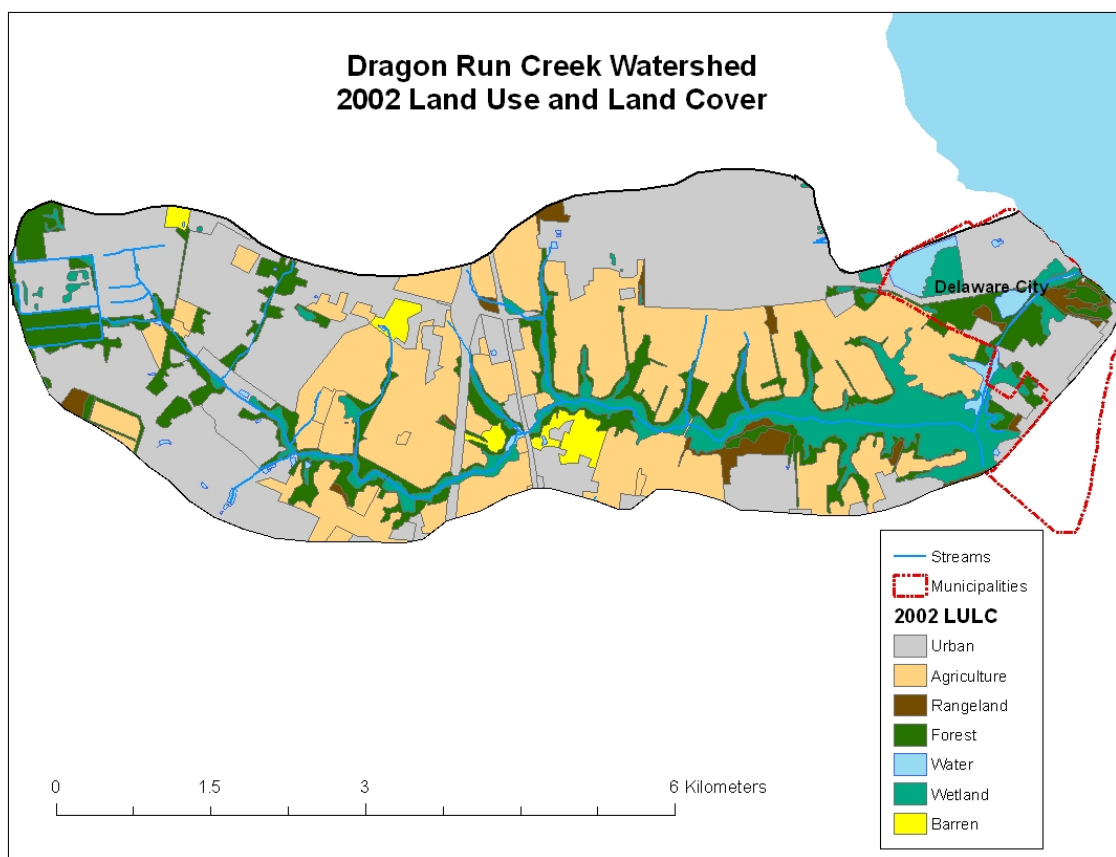 Dragon Run Creek Watershed
2002 Land Use and Land Cover
Delaware City
Streams
Municipalities
2002 LULC
Urban
Agriculture
Rangeland
Forest
Water
Wetland
Barren
0 1.5 3 6 Kilometers